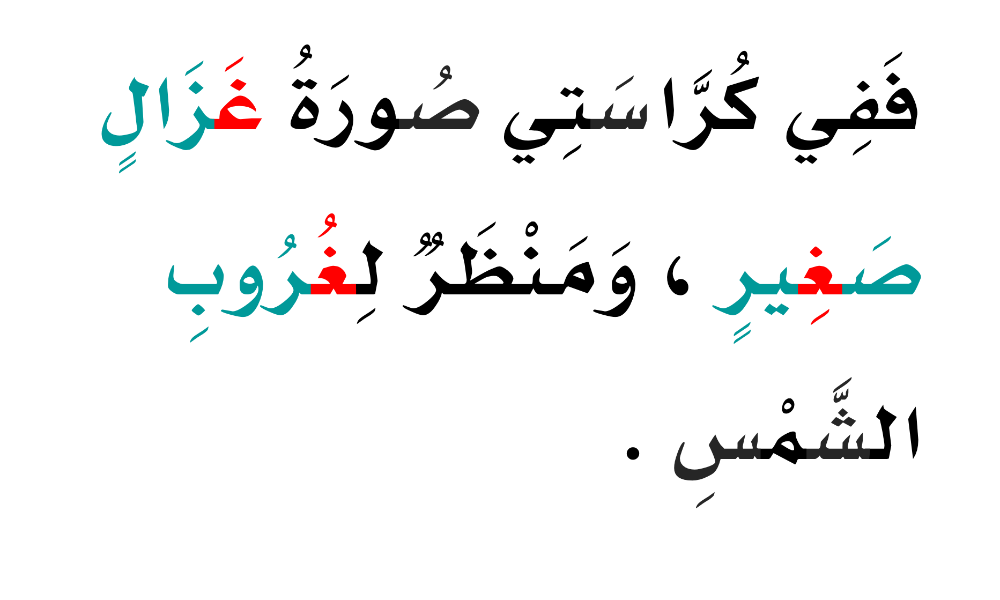 فَفِي كُرَّاسَتِي صُورَةُ غَزَالٍ
صَغِيرٍ ، وَمَنْظَرٌ لِغُرُوبِ
الشَّمْسِ .